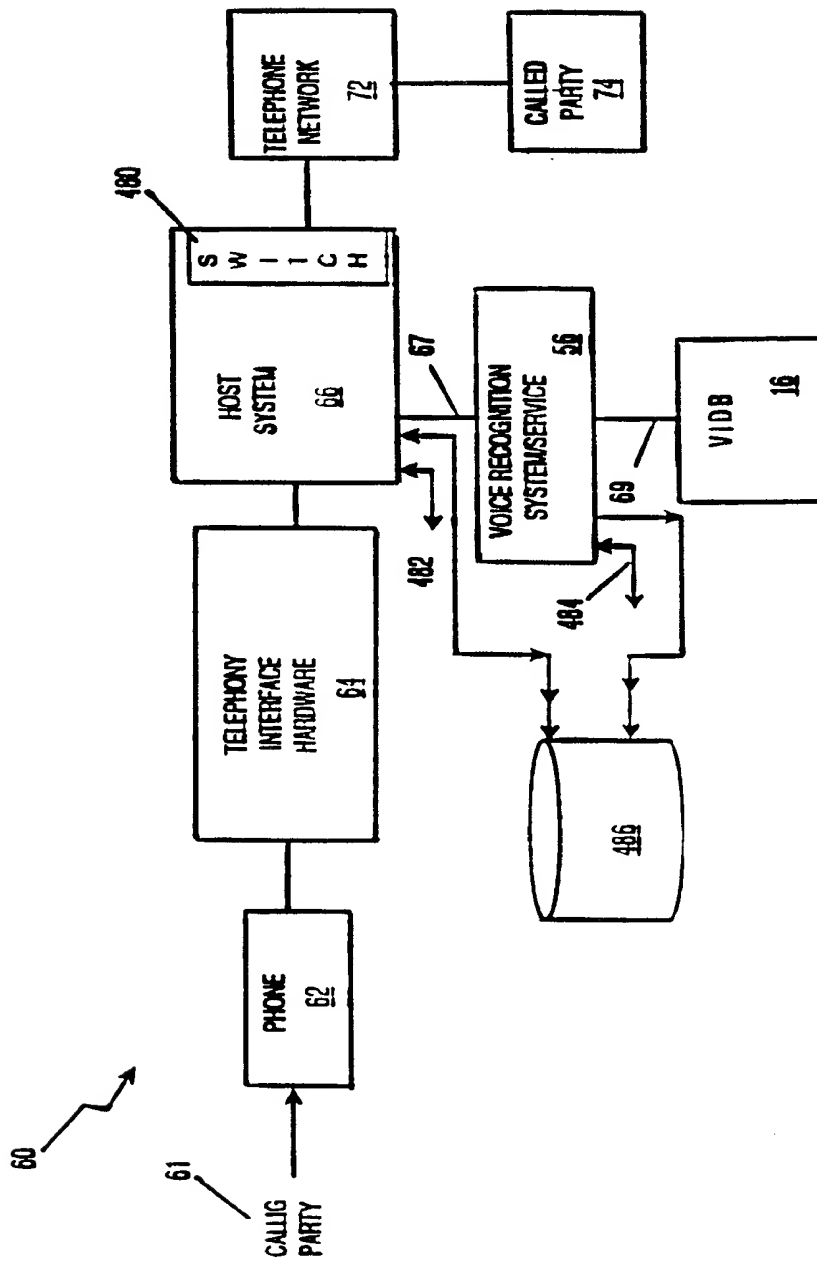 60
61
CALLIG
PARTY
PHONE
62
TELEPHONY
INTERFACE
HARDWARE
64
HOST
SYSTEM
66
S
W
I
T
C
H
480
TELEPHONE
NETWORK
72
CALLED
PARTY
74
482
67
VOICE RECOGNITION
SYSTEM/SERVICE
56
484
69
VIDB
16
486